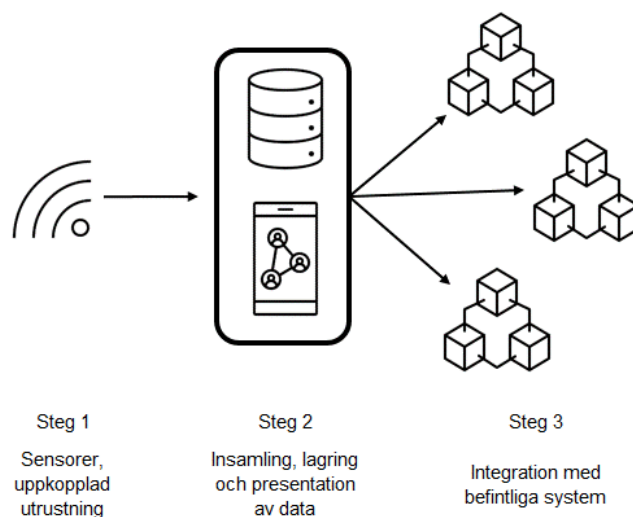 Steg 1
Sensorer,
uppkopplad
utrustning
Steg 2
Insamling, lagring
och presentation
av data
Steg 3
Integration med
befintliga system